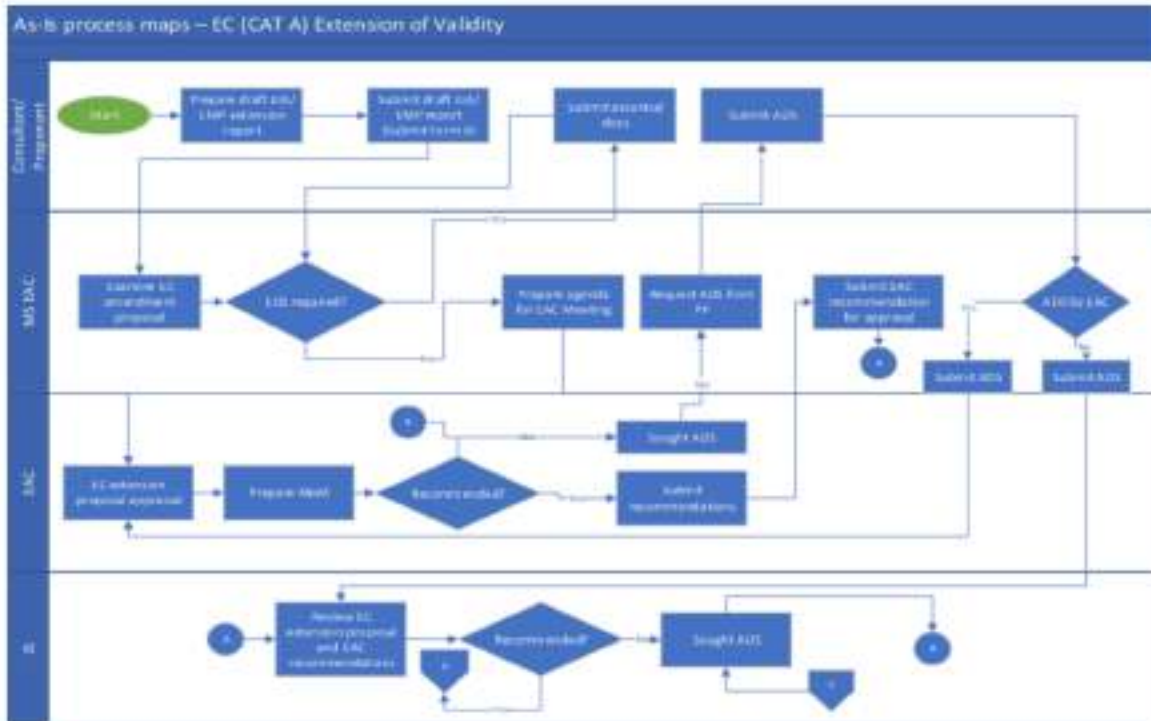 As-Is process maps – EC (CAT A) Extension of Validity
Consultant/
Proponent
Start
Prepare draft EIA/
EMP extension
report
Submit draft EIA/
EMP report
Submit essential
docs
Submit ADS
MS EAC
Examine EC
amendment
proposal
EDS required?
Prepare agenda
for EAC Meeting
Request ADS from
PP
Submit EAC
recommendation
for approval
ADS by EAC
Submit ADS
Submit ADS
EAC
EC extension
proposal appraisal
Prepare MoM
Recommended?
Sought ADS
Submit
recommendations
Review EC
extension proposal
and EAC
recommendations
Recommended?
Sought ADS